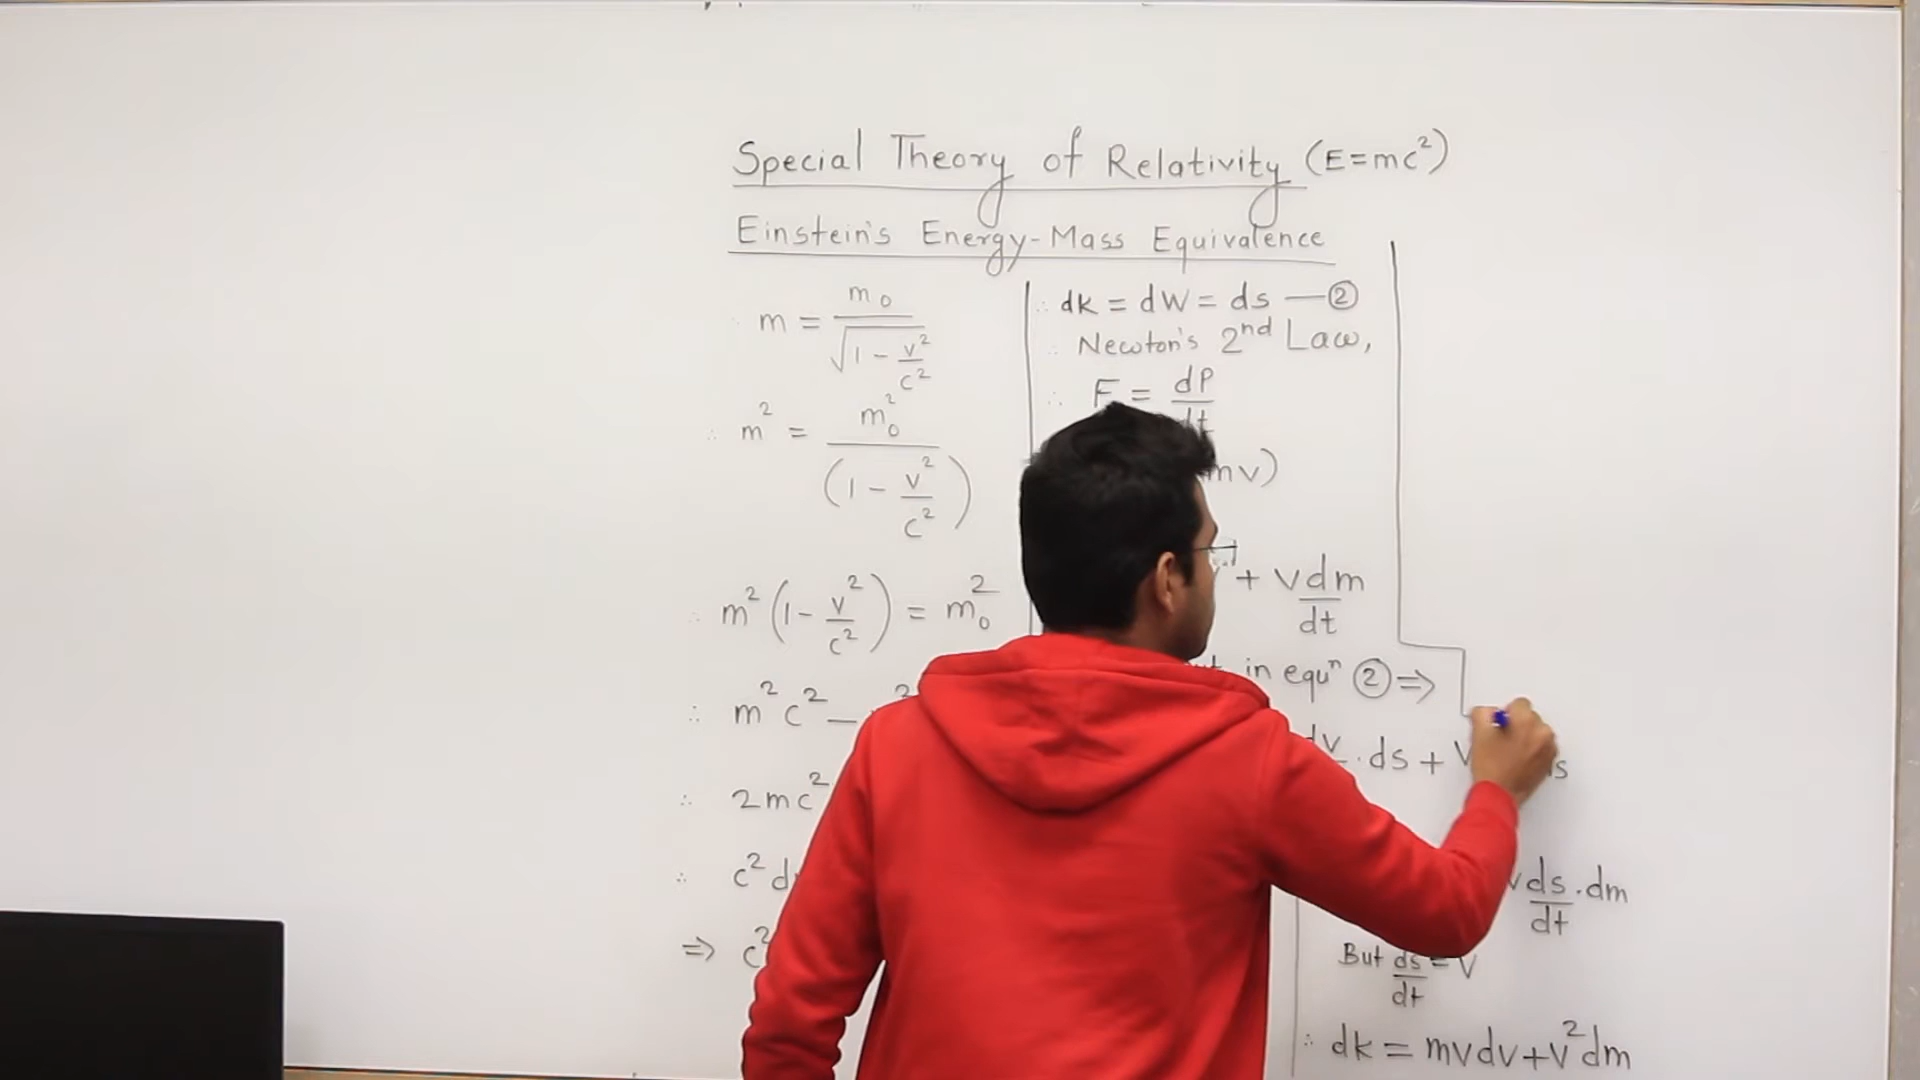 Special Theory of Relativity (E=mc²)
Einstein's Energy-Mass Equivalence
m = m₀ / √(1 - v²/c²)
∴ m² = m₀² / (1 - v²/c²)
∴ m² (1 - v²/c²) = m₀²
∴ m²c² -
∴ 2mc²
∴ c²d
⇒ c²
∴ dk = dW = ds — ②
∴ Newton's 2nd Law,
∴ F = dP/dt
mv)
+ vdm/dt
in equⁿ ② ⇒
dv .ds + v
ds/dt .dm
But ds/dt = v
∴ dk = mvdv + v²dm